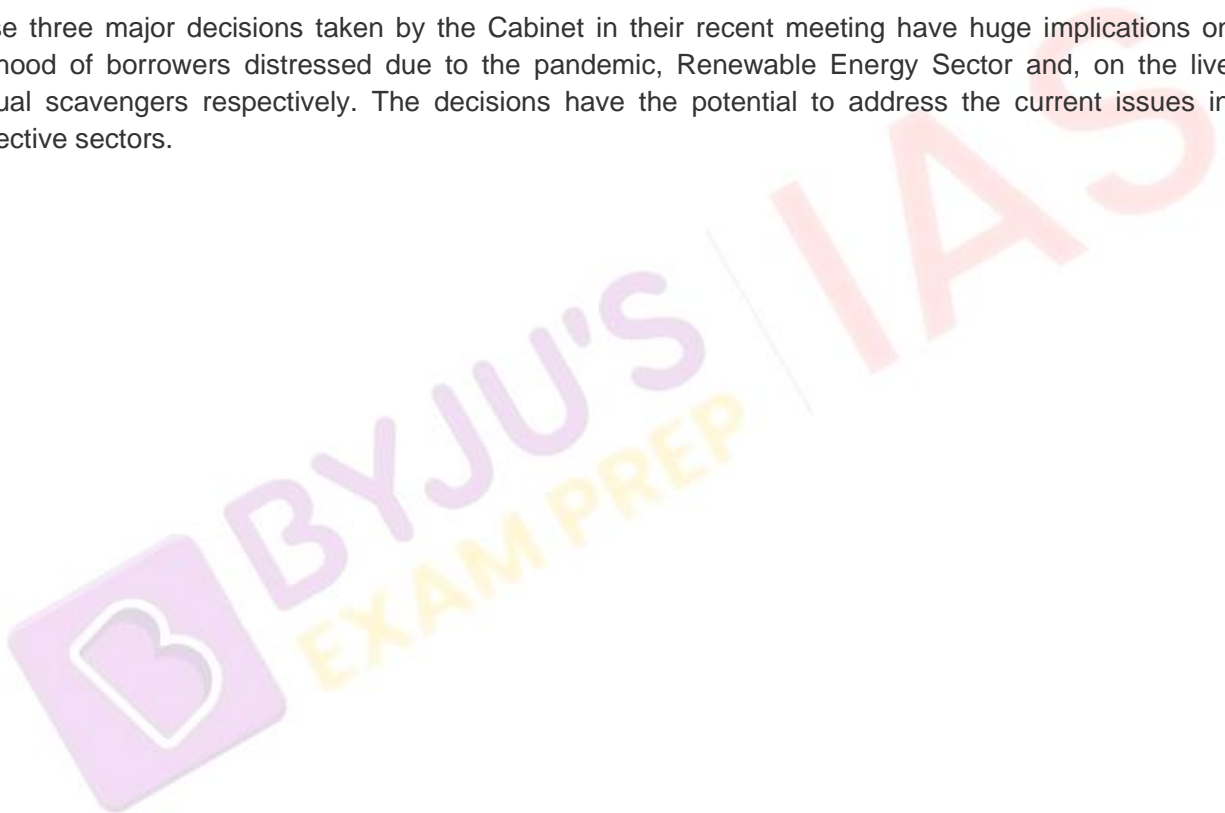 se three major decisions taken by the Cabinet in their recent meeting have huge implications or
hood of borrowers distressed due to the pandemic, Renewable Energy Sector and, on the live
ual scavengers respectively. The decisions have the potential to address the current issues in
ective sectors.
IAS
BYJU'S
EXAM PREP